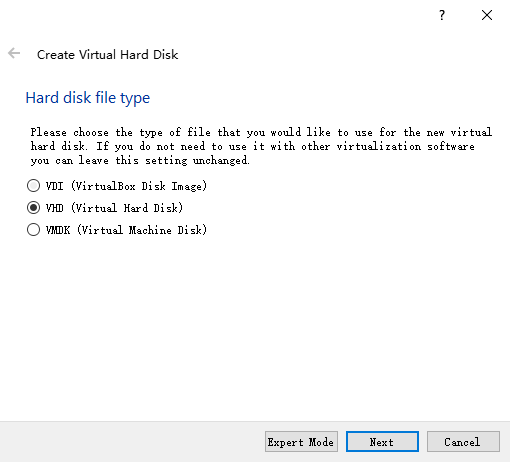 ?
Create Virtual Hard Disk
Hard disk file type
Please choose the type of file that you would like to use for the new virtual
hard disk. If you do not need to use it with other virtualization software
you can leave this setting unchanged.
VDI (VirtualBox Disk Image)
VHD (Virtual Hard Disk)
VMDK (Virtual Machine Disk)
Expert Mode Next Cancel